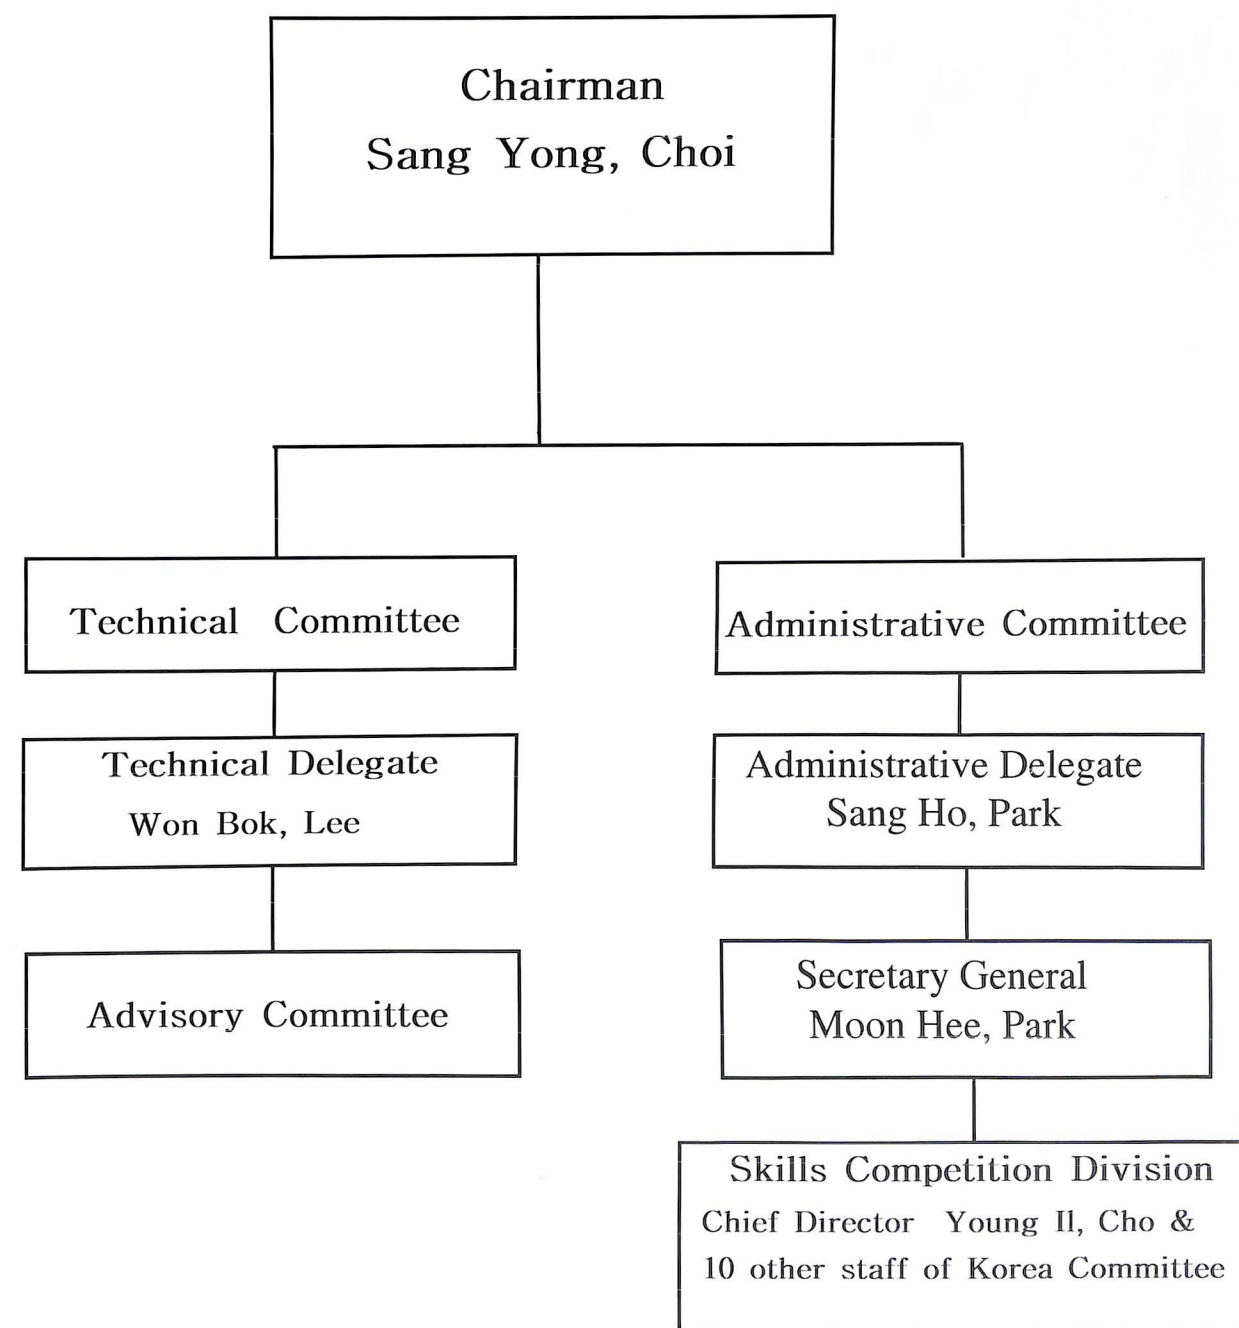 Chairman
Sang Yong, Choi
Technical Committee
Administrative Committee
Technical Delegate
Won Bok, Lee
Administrative Delegate
Sang Ho, Park
Advisory Committee
Secretary General
Moon Hee, Park
Skills Competition Division
Chief Director Young Il, Cho &
10 other staff of Korea Committee